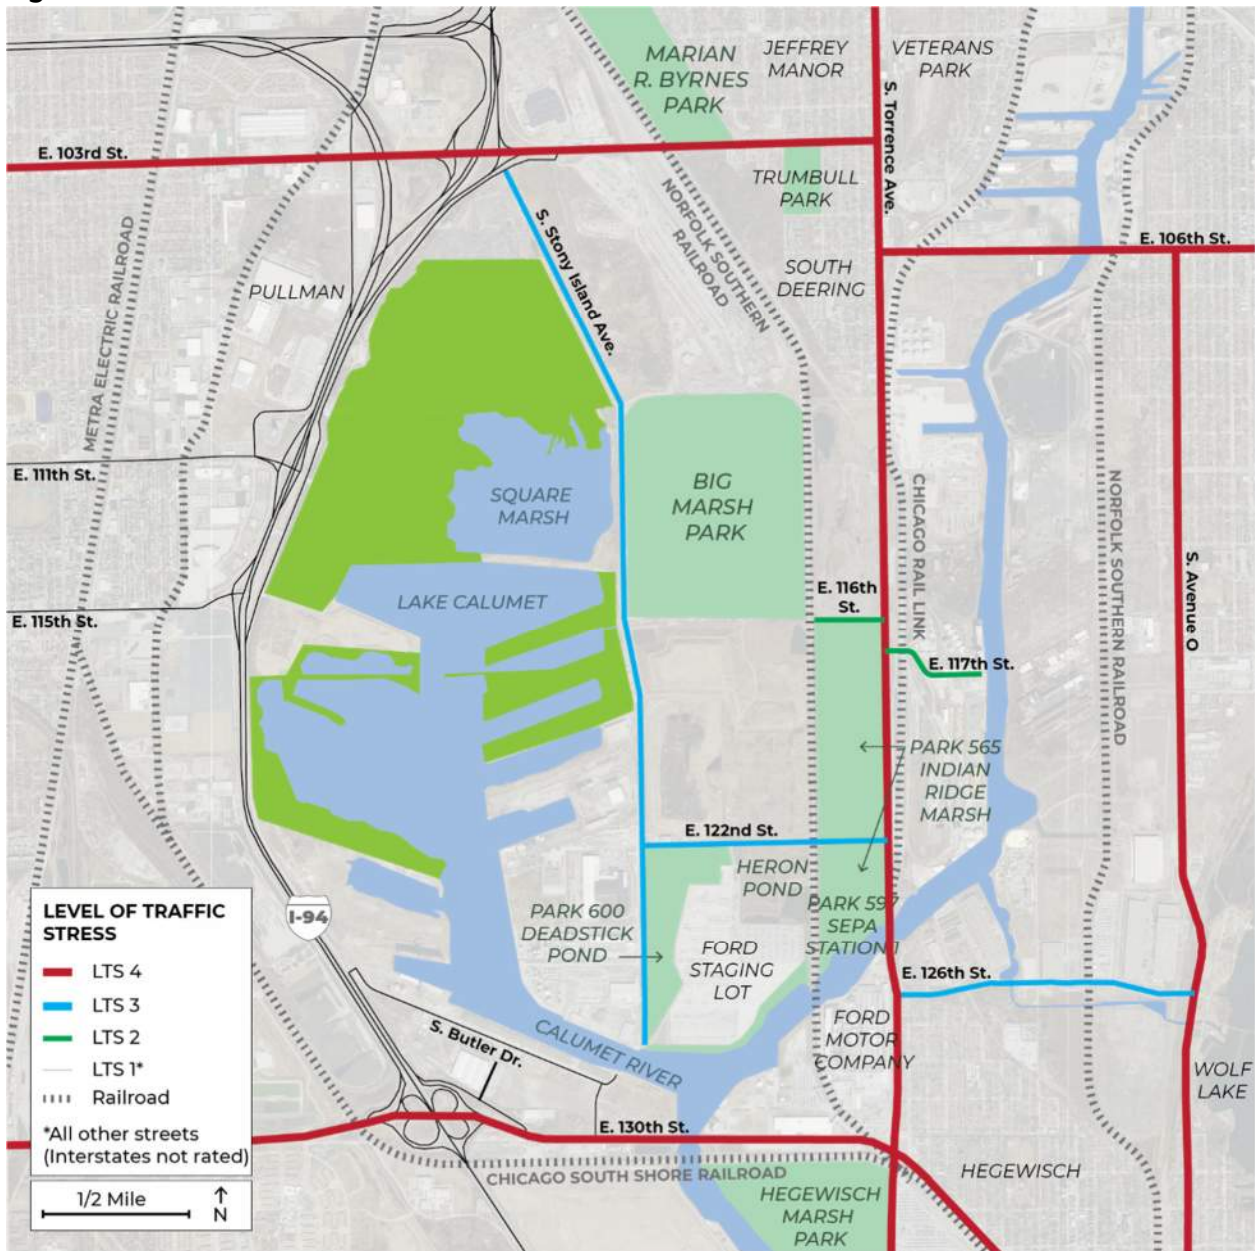 MARIAN
R. BYRNES
PARK
JEFFREY
MANOR
VETERANS
PARK
S. Torrence Ave.
E. 103rd St.
TRUMBULL
PARK
NORFOLK SOUTHERN
RAILROAD
E. 106th St.
S. Stony Island Ave.
SOUTH
DEERING
PULLMAN
METRA ELECTRIC RAILROAD
E. 111th St.
SQUARE
MARSH
BIG
MARSH
PARK
CHICAGO RAIL LINK
NORFOLK SOUTHERN RAILROAD
S. Avenue O
E. 116th
St.
LAKE CALUMET
E. 115th St.
E. 117th St.
PARK 565
INDIAN
RIDGE
MARSH
E. 122nd St.
HERON
POND
PARK 600
DEADSTICK
POND
PARK 597
SEPA
STATION 1
FORD
STAGING
LOT
E. 126th St.
I-94
FORD
MOTOR
COMPANY
CALUMET RIVER
S. Butler Dr.
WOLF
LAKE
E. 130th St.
CHICAGO SOUTH SHORE RAILROAD
HEGEWISCH
HEGEWISCH
MARSH
PARK
LEVEL OF TRAFFIC
STRESS
LTS 4
LTS 3
LTS 2
LTS 1*
Railroad
*All other streets
(Interstates not rated)
1/2 Mile
N